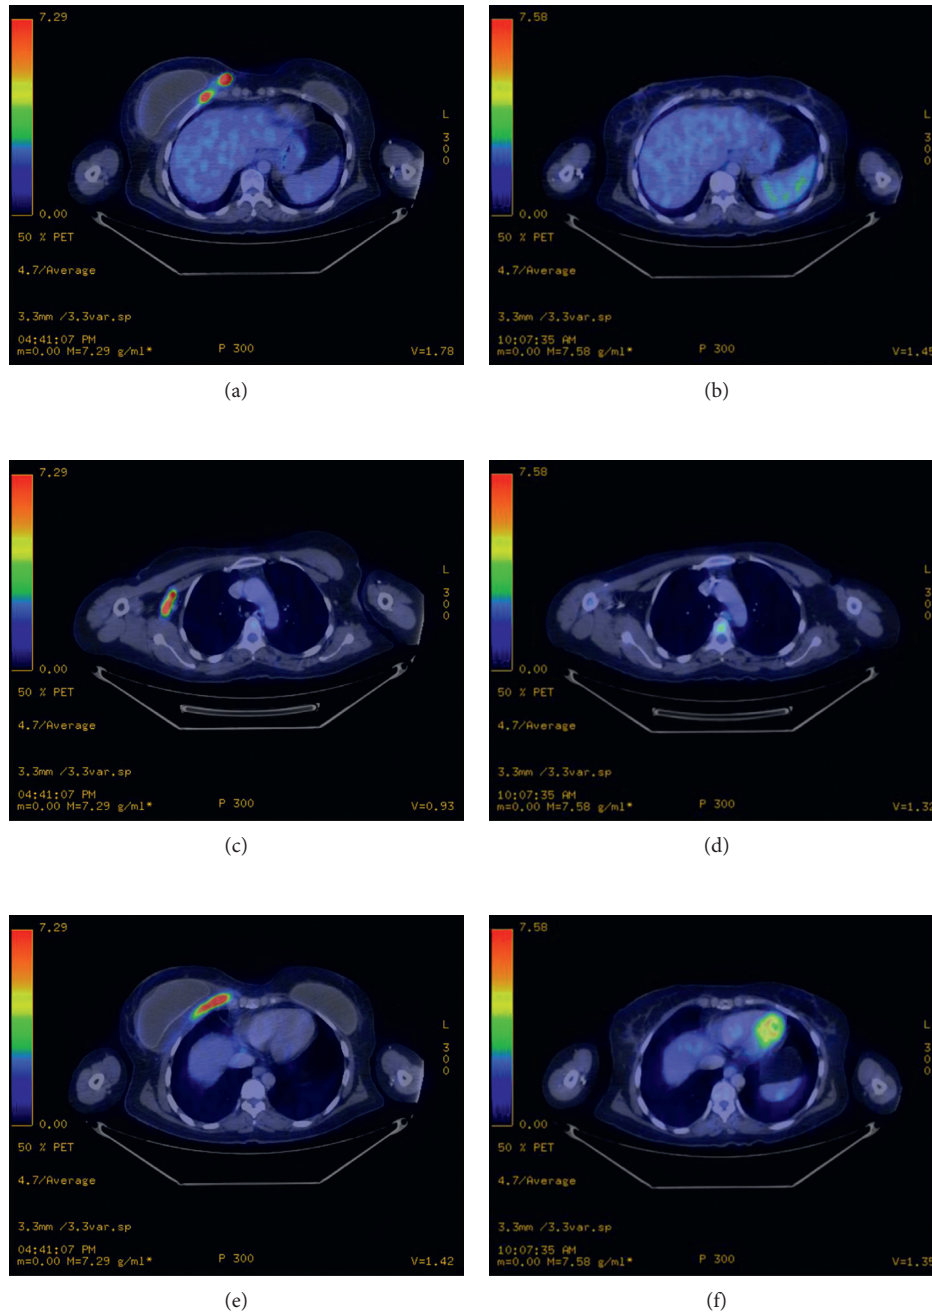 7.29
L
3
0
0
0.00
50 % PET
4.7/Average
3.3mm /3.3var.sp
04:41:07 PM
m=0.00 M=7.29 g/ml*
P 300
V=1.78
(a)
7.58
L
3
0
0
0.00
50 % PET
4.7/Average
3.3mm /3.3var.sp
10:07:35 AM
m=0.00 M=7.58 g/ml*
P 300
V=1.45
(b)
7.29
L
3
0
0
0.00
50 % PET
4.7/Average
3.3mm /3.3var.sp
04:41:07 PM
m=0.00 M=7.29 g/ml*
P 300
V=0.93
(c)
7.58
L
3
0
0
0.00
50 % PET
4.7/Average
3.3mm /3.3var.sp
10:07:35 AM
m=0.00 M=7.58 g/ml*
P 300
V=1.32
(d)
7.29
L
3
0
0
0.00
50 % PET
4.7/Average
3.3mm /3.3var.sp
04:41:07 PM
m=0.00 M=7.29 g/ml*
P 300
V=1.42
(e)
7.58
L
3
0
0
0.00
50 % PET
4.7/Average
3.3mm /3.3var.sp
10:07:35 AM
m=0.00 M=7.58 g/ml*
P 300
V=1.35
(f)